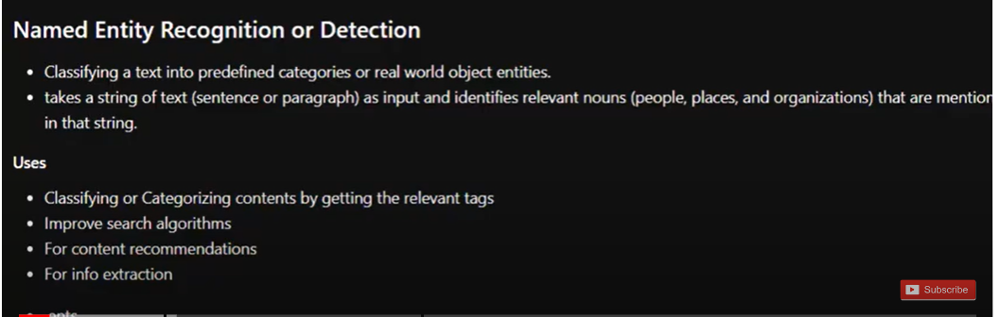 Named Entity Recognition or Detection
• Classifying a text into predefined categories or real world object entities.
• takes a string of text (sentence or paragraph) as input and identifies relevant nouns (people, places, and organizations) that are mention
in that string.
Uses
• Classifying or Categorizing contents by getting the relevant tags
• Improve search algorithms
• For content recommendations
• For info extraction
Subscribe